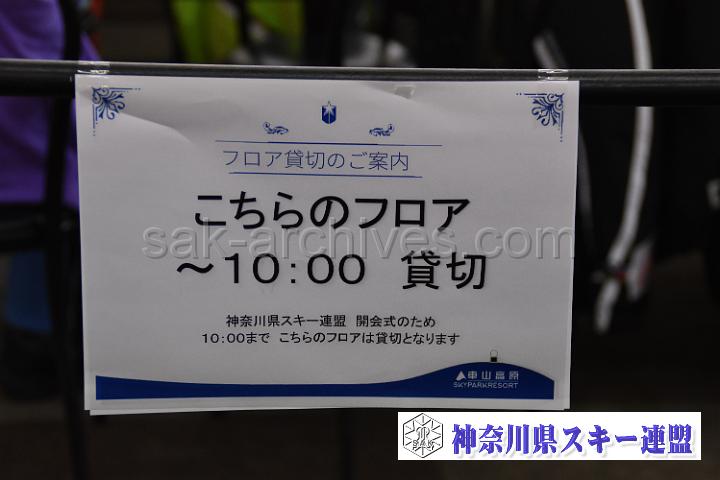 フロア貸切のご案内
こちらのフロア
～10：00 貸切
神奈川県スキー連盟 開会式のため
10：00まで こちらのフロアは貸切となります
車山高原
SKYPARKRESORT
sak-archives.com
神奈川県スキー連盟